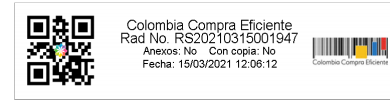 Colombia Compra Eficiente
Rad No. RS20210315001947
Anexos: No Con copia: No
Fecha: 15/03/2021 12:06:12
Colombia Compra Eficiente